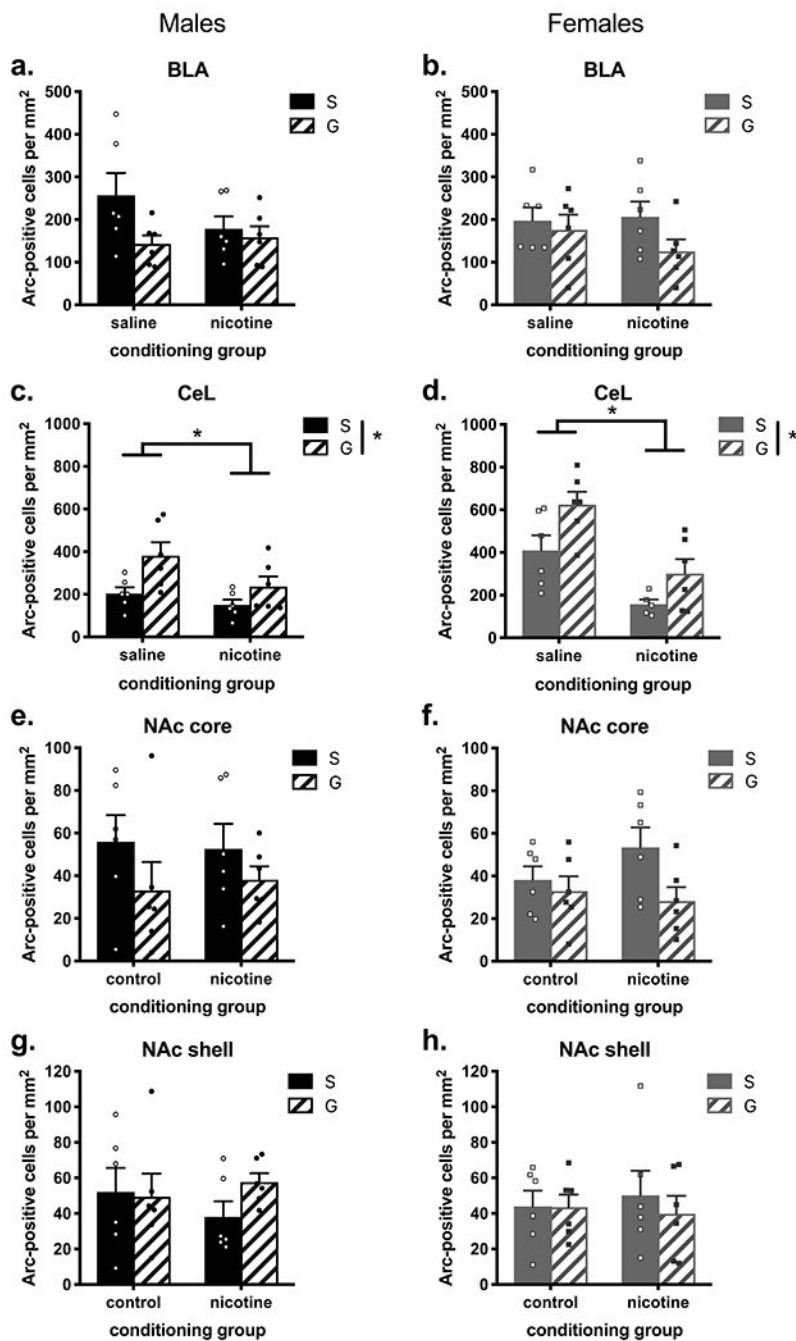 Males
Females
a.
BLA
Arc-positive cells per mm²
500
400
300
200
100
0
saline
nicotine
conditioning group
S
G
b.
BLA
Arc-positive cells per mm²
500
400
300
200
100
0
saline
nicotine
conditioning group
S
G
c.
CeL
Arc-positive cells per mm²
1000
800
600
400
200
0
*
saline
nicotine
conditioning group
S
G
*
d.
CeL
Arc-positive cells per mm²
1000
800
600
400
200
0
*
saline
nicotine
conditioning group
S
G
*
e.
NAc core
Arc-positive cells per mm²
100
80
60
40
20
0
control
nicotine
conditioning group
S
G
f.
NAc core
Arc-positive cells per mm²
100
80
60
40
20
0
control
nicotine
conditioning group
S
G
g.
NAc shell
Arc-positive cells per mm²
120
100
80
60
40
20
0
control
nicotine
conditioning group
S
G
h.
NAc shell
Arc-positive cells per mm²
120
100
80
60
40
20
0
control
nicotine
conditioning group
S
G